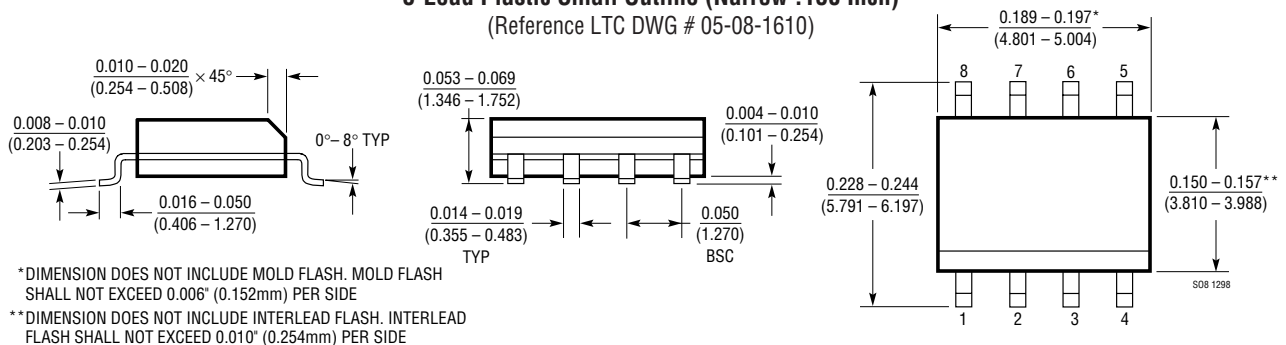 (Reference LTC DWG # 05-08-1610)
0.189 – 0.197*
(4.801 – 5.004)
8 7 6 5
0.010 – 0.020
(0.254 – 0.508)
× 45°
0.053 – 0.069
(1.346 – 1.752)
0.004 – 0.010
(0.101 – 0.254)
0.008 – 0.010
(0.203 – 0.254)
0°– 8° TYP
0.228 – 0.244
(5.791 – 6.197)
0.150 – 0.157**
(3.810 – 3.988)
0.016 – 0.050
(0.406 – 1.270)
0.014 – 0.019
(0.355 – 0.483)
TYP
0.050
(1.270)
BSC
*DIMENSION DOES NOT INCLUDE MOLD FLASH. MOLD FLASH
SHALL NOT EXCEED 0.006" (0.152mm) PER SIDE
**DIMENSION DOES NOT INCLUDE INTERLEAD FLASH. INTERLEAD
FLASH SHALL NOT EXCEED 0.010" (0.254mm) PER SIDE
SO8 1298
1 2 3 4